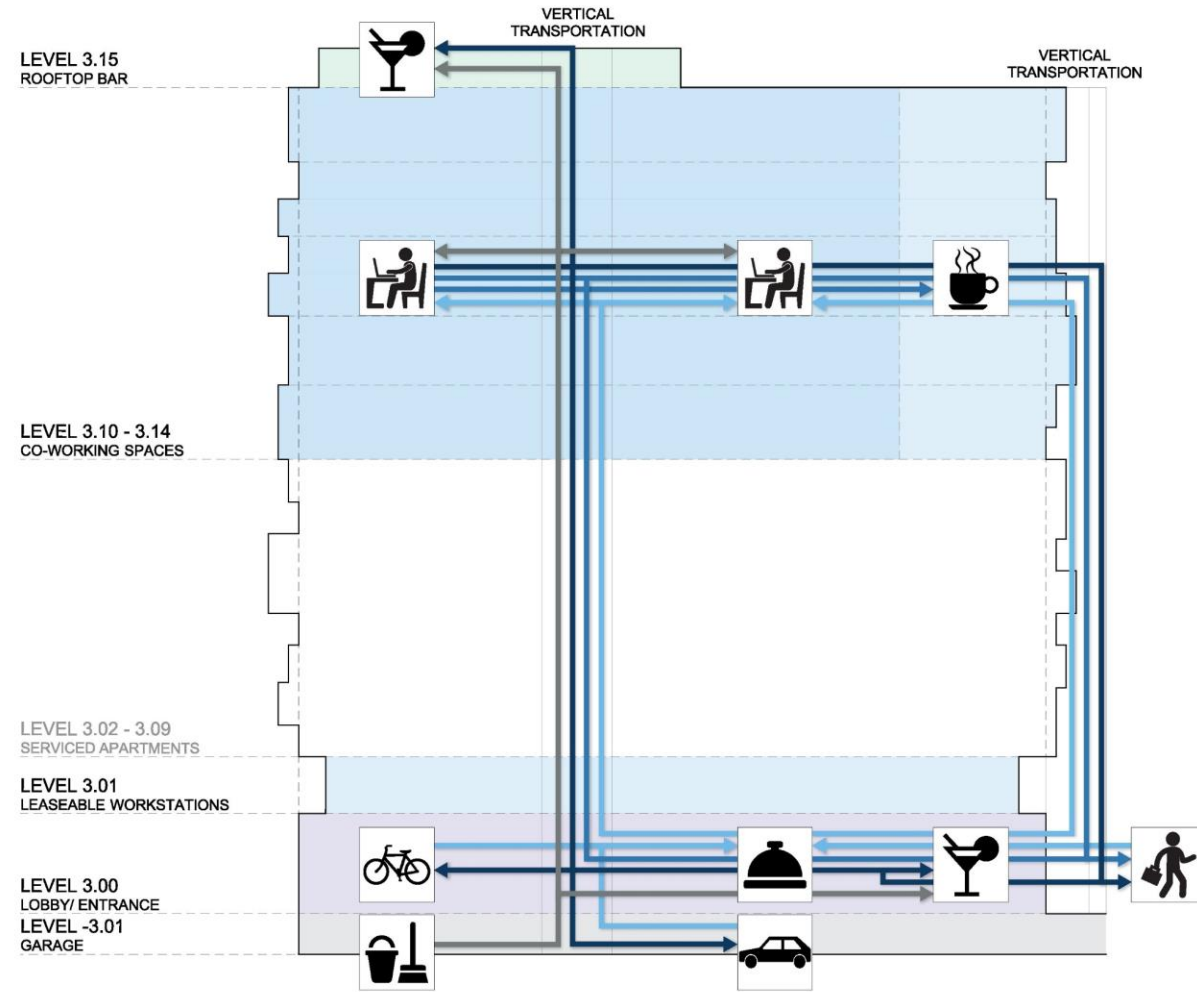 VERTICAL
TRANSPORTATION
VERTICAL
TRANSPORTATION
LEVEL 3.15
ROOFTOP BAR
LEVEL 3.10 - 3.14
CO-WORKING SPACES
LEVEL 3.02 - 3.09
SERVICED APARTMENTS
LEVEL 3.01
LEASEABLE WORKSTATIONS
LEVEL 3.00
LOBBY/ ENTRANCE
LEVEL -3.01
GARAGE